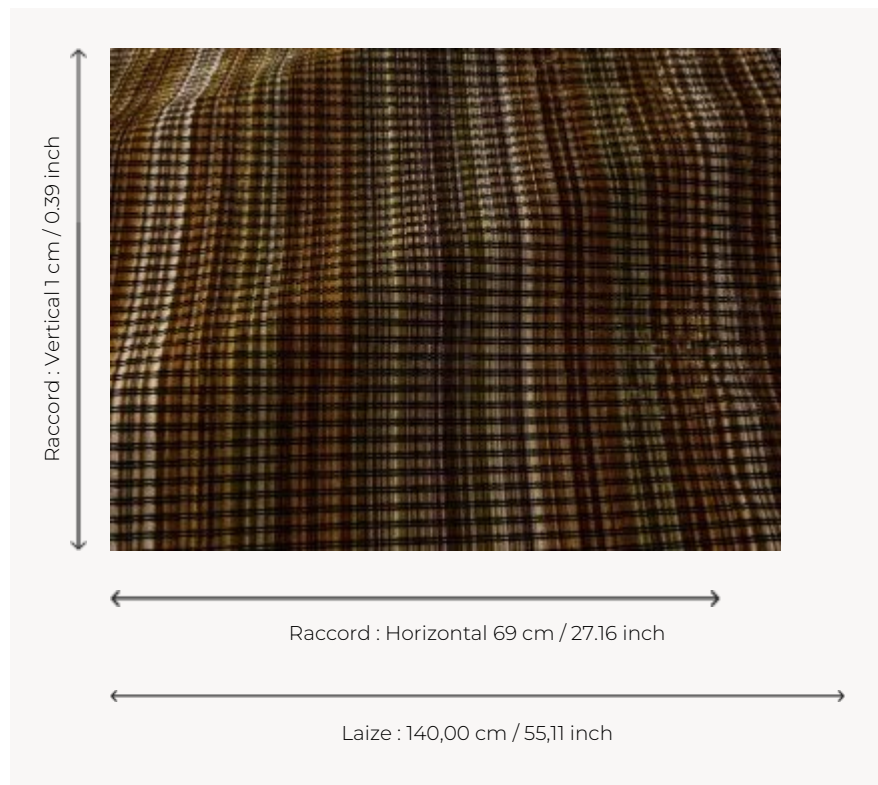 Raccord : Vertical 1 cm / 0.39 inch
Raccord : Horizontal 69 cm / 27.16 inch
Laize : 140,00 cm / 55,11 inch